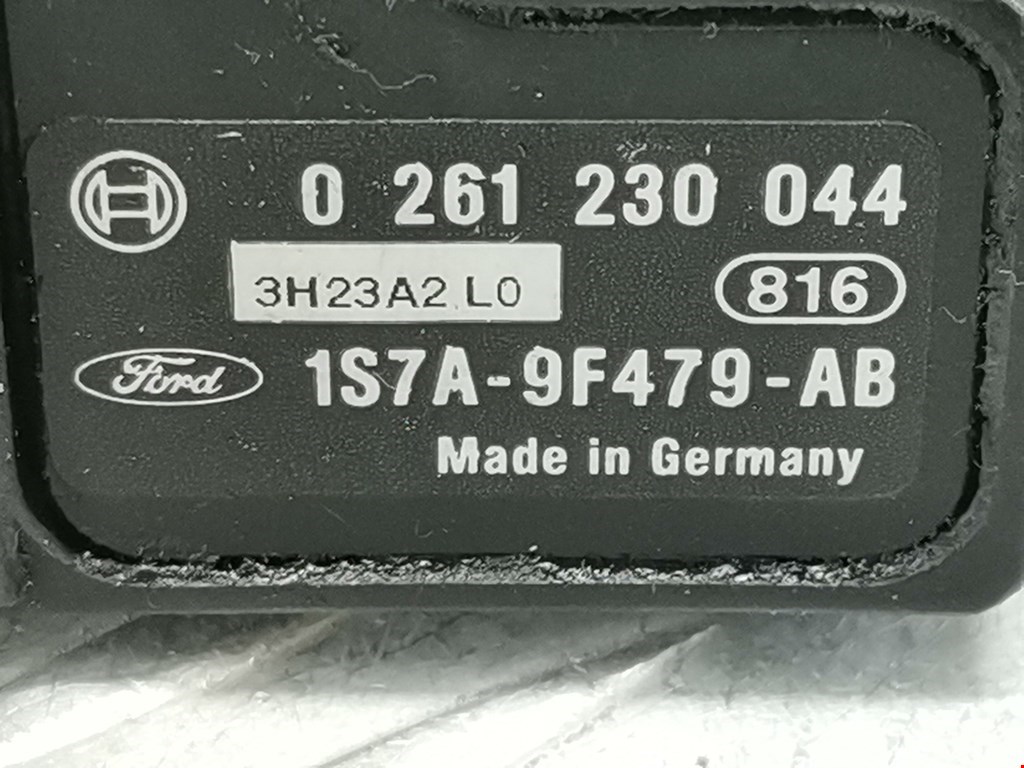 0 261 230 044
3H23A2 L0
816
Ford 1S7A-9F479-AB
Made in Germany